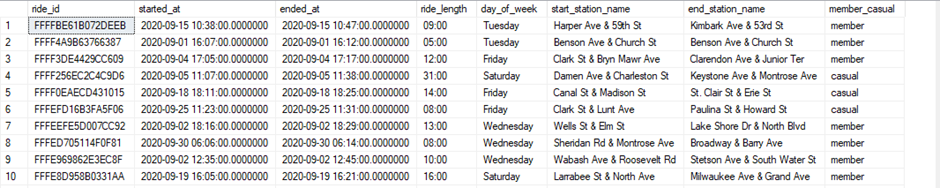 ride_id started_at ended_at ride_length day_of_week start_station_name end_station_name member_casual
1 FFFFBE61B072DEEB 2020-09-15 10:38:00.0000000 2020-09-15 10:47:00.0000000 09:00 Tuesday Harper Ave & 59th St Kimbark Ave & 53rd St member
2 FFFF4A9B63766387 2020-09-01 16:07:00.0000000 2020-09-01 16:12:00.0000000 05:00 Tuesday Benson Ave & Church St Benson Ave & Church St member
3 FFFF3DE4429CC609 2020-09-04 17:05:00.0000000 2020-09-04 17:17:00.0000000 12:00 Friday Clark St & Bryn Mawr Ave Clarendon Ave & Junior Ter member
4 FFFF256EC2C4C9D6 2020-09-05 11:07:00.0000000 2020-09-05 11:38:00.0000000 31:00 Saturday Damen Ave & Charleston St Keystone Ave & Montrose Ave casual
5 FFFF0EAECD431015 2020-09-18 18:11:00.0000000 2020-09-18 18:25:00.0000000 14:00 Friday Canal St & Madison St St. Clair St & Erie St casual
6 FFFEFD16B3FA5F06 2020-09-25 11:23:00.0000000 2020-09-25 11:31:00.0000000 08:00 Friday Clark St & Lunt Ave Paulina St & Howard St casual
7 FFFEEFE5D007CC92 2020-09-02 18:16:00.0000000 2020-09-02 18:29:00.0000000 13:00 Wednesday Wells St & Elm St Lake Shore Dr & North Blvd member
8 FFFED705114F0F81 2020-09-30 06:06:00.0000000 2020-09-30 06:14:00.0000000 08:00 Wednesday Sheridan Rd & Montrose Ave Broadway & Barry Ave member
9 FFFE969862E3EC8F 2020-09-02 12:35:00.0000000 2020-09-02 12:45:00.0000000 10:00 Wednesday Wabash Ave & Roosevelt Rd Stetson Ave & South Water St member
10 FFFE8D958B0331AA 2020-09-19 16:05:00.0000000 2020-09-19 16:21:00.0000000 16:00 Saturday Larrabee St & North Ave Milwaukee Ave & Grand Ave member